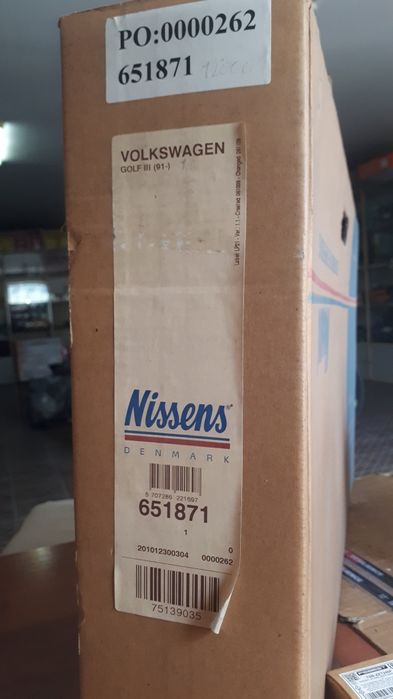 PO:0000262
651871
VOLKSWAGEN
GOLF III (91-)
Nissens®
DENMARK
5 707286 221697
651871
1
0
201012300304 0000262
75139035